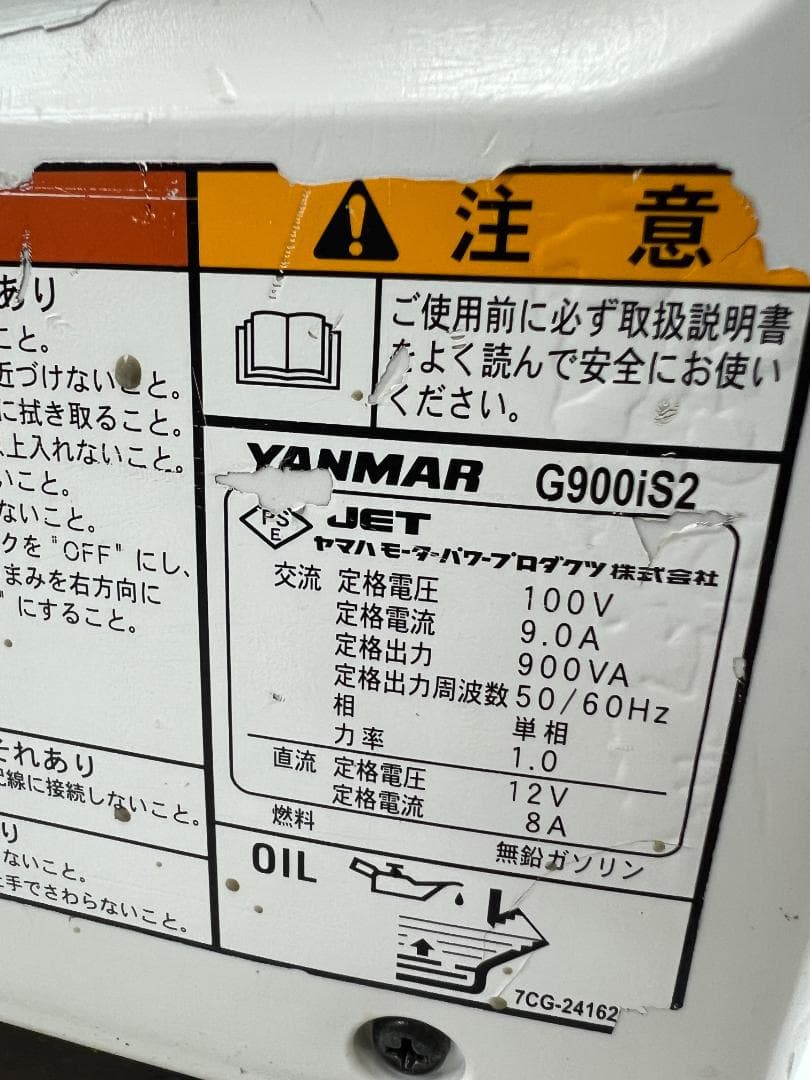 あり
こと。
近づけないこと。
に拭き取ること。
上入れないこと。
いこと。
ないこと。
クを "OFF" にし、
まみを右方向に
" にすること。
それあり
線に接続しないこと。
り
ないこと。
手でさわらないこと。
注意
ご使用前に必ず取扱説明書
をよく読んで安全にお使い
ください。
YANMAR G900iS2
PS
E
JET
ヤマハモーターパワープロダクツ株式会社
交流 定格電圧 100V
定格電流 9.0A
定格出力 900VA
定格出力周波数 50/60Hz
相 単相
力率 1.0
直流 定格電圧 12V
定格電流 8A
燃料 無鉛ガソリン
OIL
7CG-24162